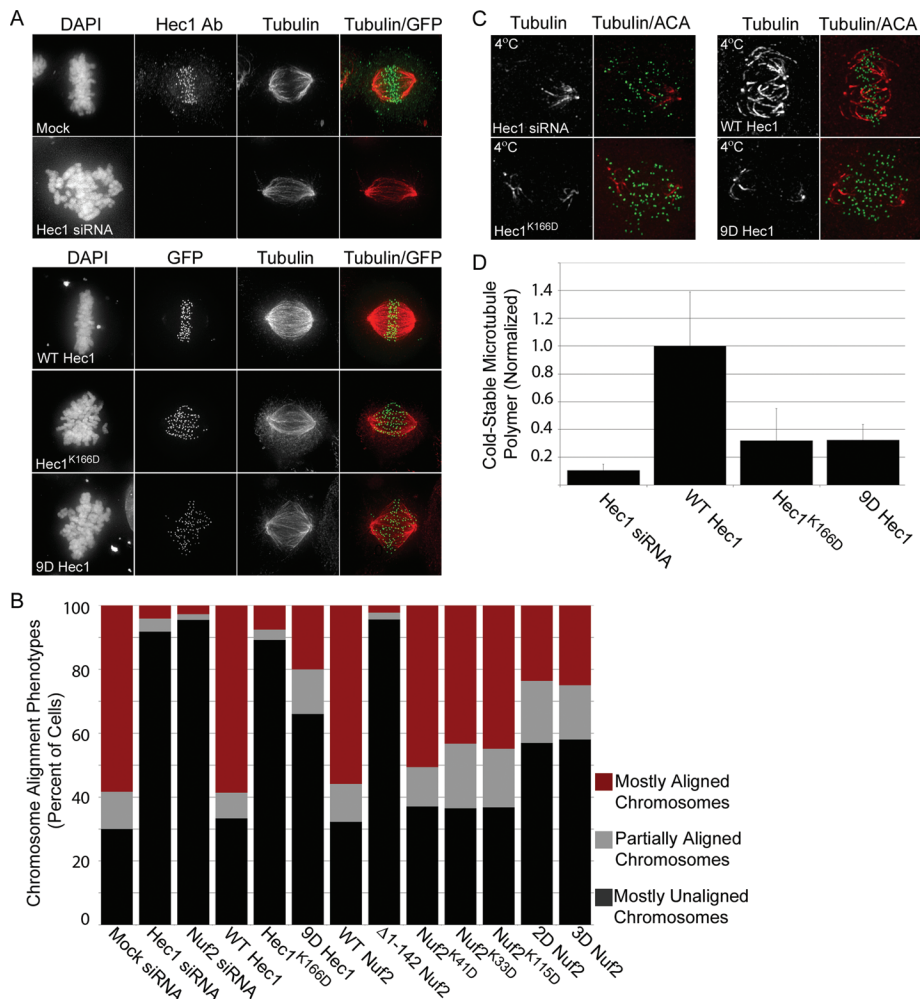 A
DAPI Hec1 Ab Tubulin Tubulin/GFP
Mock
Hec1 siRNA
DAPI GFP Tubulin Tubulin/GFP
WT Hec1
Hec1K166D
9D Hec1
C
Tubulin Tubulin/ACA Tubulin Tubulin/ACA
4°C 4°C
Hec1 siRNA WT Hec1
4°C 4°C
Hec1K166D 9D Hec1
D
Cold-Stable Microtubule
Polymer (Normalized)
1.4
1.2
1.0
0.8
0.6
0.4
0.2
Hec1 siRNA
WT Hec1
Hec1K166D
9D Hec1
B
Chromosome Alignment Phenotypes
(Percent of Cells)
100
80
60
40
20
0
Mock siRNA
Hec1 siRNA
Nuf2 siRNA
WT Hec1
Hec1K166D
9D Hec1
WT Nuf2
Δ1-142 Nuf2
Nuf2K41D
Nuf2K33D
Nuf2K115D
2D Nuf2
3D Nuf2
Mostly Aligned
Chromosomes
Partially Aligned
Chromosomes
Mostly Unaligned
Chromosomes